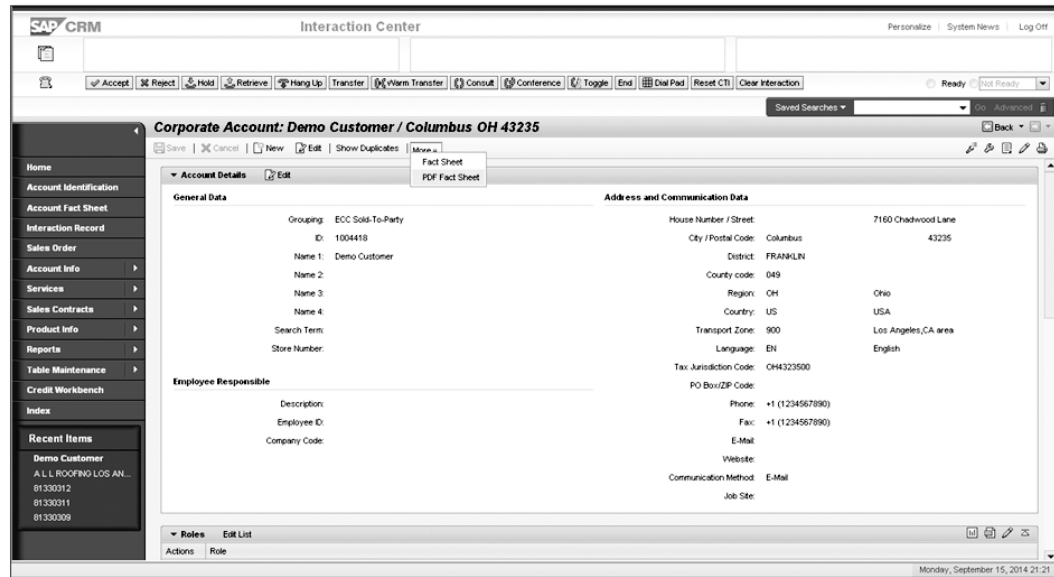 SAP CRM
Interaction Center
Personalize | System News | Log Off
Accept Reject Hold Retrieve Hang Up Transfer Warm Transfer Consult Conference Toggle End Dial Pad Reset CTI Clear Interaction
Ready Not Ready
Saved Searches Go Advanced
Corporate Account: Demo Customer / Columbus OH 43235
Back
Save | Cancel | New Edit | Show Duplicates | More
Fact Sheet
PDF Fact Sheet
Home
Account Identification
Account Fact Sheet
Interaction Record
Sales Order
Account Info
Services
Sales Contracts
Product Info
Reports
Table Maintenance
Credit Workbench
Index
Recent Items
Demo Customer
A L L ROOFING LOS AN...
81330312
81330311
81330309
Account Details Edit
General Data
Grouping: ECC Sold-To-Party
ID: 1004418
Name 1: Demo Customer
Name 2:
Name 3:
Name 4:
Search Term:
Store Number:
Employee Responsible
Description:
Employee ID:
Company Code:
Address and Communication Data
House Number / Street: 7160 Chadwood Lane
City / Postal Code: Columbus 43235
District: FRANKLIN
County code: 049
Region: OH Ohio
Country: US USA
Transport Zone: 900 Los Angeles,CA area
Language: EN English
Tax Jurisdiction Code: OH4323500
PO Box/ZIP Code:
Phone: +1 (1234567890)
Fax: +1 (1234567890)
E-Mail:
Website:
Communication Method: E-Mail
Job Site:
Roles Edit List
Actions Role
Monday, September 15, 2014 21:21